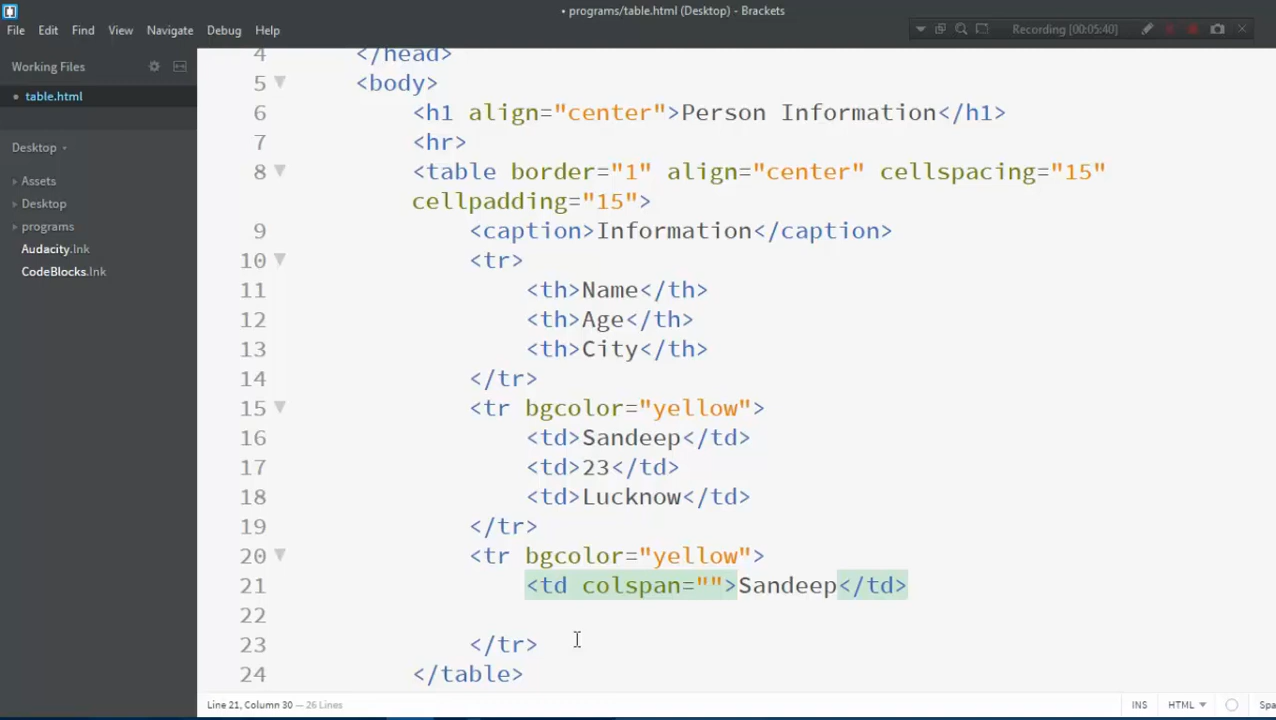 • programs/table.html (Desktop) - Brackets
File Edit Find View Navigate Debug Help
Recording [00:05:40]
Working Files
• table.html
Desktop
Assets
Desktop
programs
Audacity.lnk
CodeBlocks.lnk
4 </head>
5 <body>
6 <h1 align="center">Person Information</h1>
7 <hr>
8 <table border="1" align="center" cellspacing="15"
cellpadding="15">
9 <caption>Information</caption>
10 <tr>
11 <th>Name</th>
12 <th>Age</th>
13 <th>City</th>
14 </tr>
15 <tr bgcolor="yellow">
16 <td>Sandeep</td>
17 <td>23</td>
18 <td>Lucknow</td>
19 </tr>
20 <tr bgcolor="yellow">
21 <td colspan="">Sandeep</td>
22
23 </tr>
24 </table>
Line 21, Column 30 — 26 Lines
INS HTML Spa